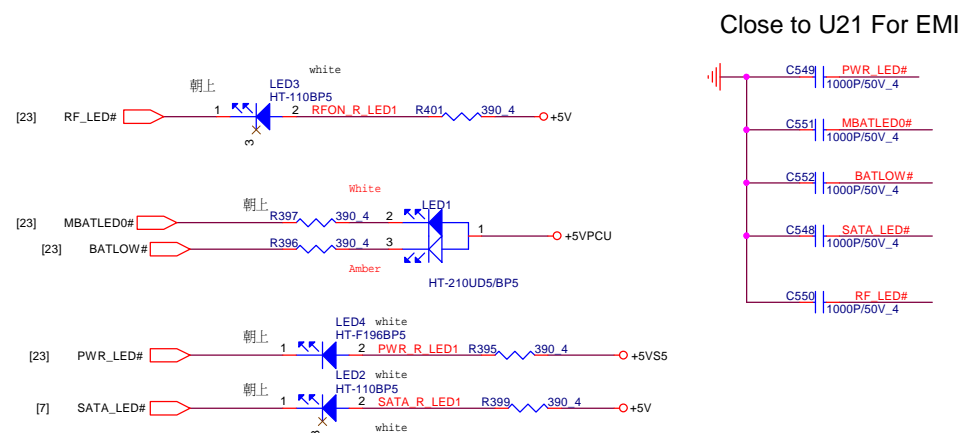 Close to U21 For EMI
white
朝上
LED3
HT-110BP5
[23] RF_LED# 1 2 RFON_R_LED1 R401 390_4 +5V
3
White
朝上
LED1
[23] MBATLED0# R397 390_4 2
1 +5VPCU
[23] BATLOW# R396 390_4 3
Amber
HT-210UD5/BP5
LED4 white
朝上
HT-F196BP5
[23] PWR_LED# 1 2 PWR_R_LED1 R395 390_4 +5VS5
LED2 white
朝上
HT-110BP5
[7] SATA_LED# 1 2 SATA_R_LED1 R399 390_4 +5V
white
C549 PWR_LED#
1000P/50V_4
C551 MBATLED0#
1000P/50V_4
C552 BATLOW#
1000P/50V_4
C548 SATA_LED#
1000P/50V_4
C550 RF_LED#
1000P/50V_4